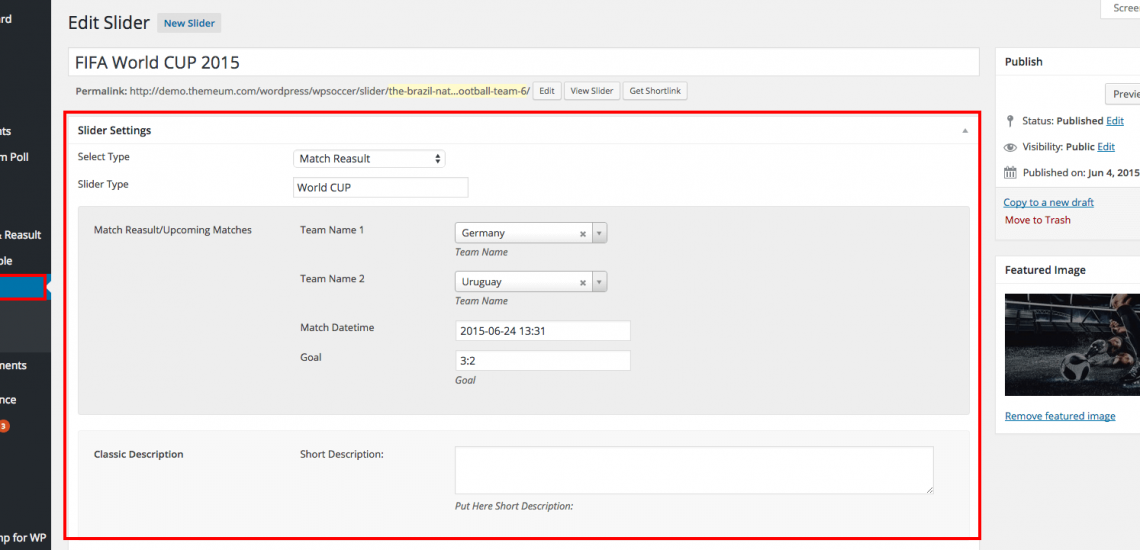 rd
nts
m Poll
& Reasult
ble
ments
nce
3
mp for WP
Edit Slider New Slider
Scree
FIFA World CUP 2015
Permalink: http://demo.themeum.com/wordpress/wpsoccer/slider/the-brazil-nat...ootball-team-6/ Edit View Slider Get Shortlink
Slider Settings
Select Type Match Reasult
Slider Type World CUP
Match Reasult/Upcoming Matches Team Name 1 Germany
Team Name
Team Name 2 Uruguay
Team Name
Match Datetime 2015-06-24 13:31
Goal 3:2
Goal
Classic Description Short Description:
Put Here Short Description:
Publish
Previe
Status: Published Edit
Visibility: Public Edit
Published on: Jun 4, 2015
Copy to a new draft
Move to Trash
Featured Image
Remove featured image